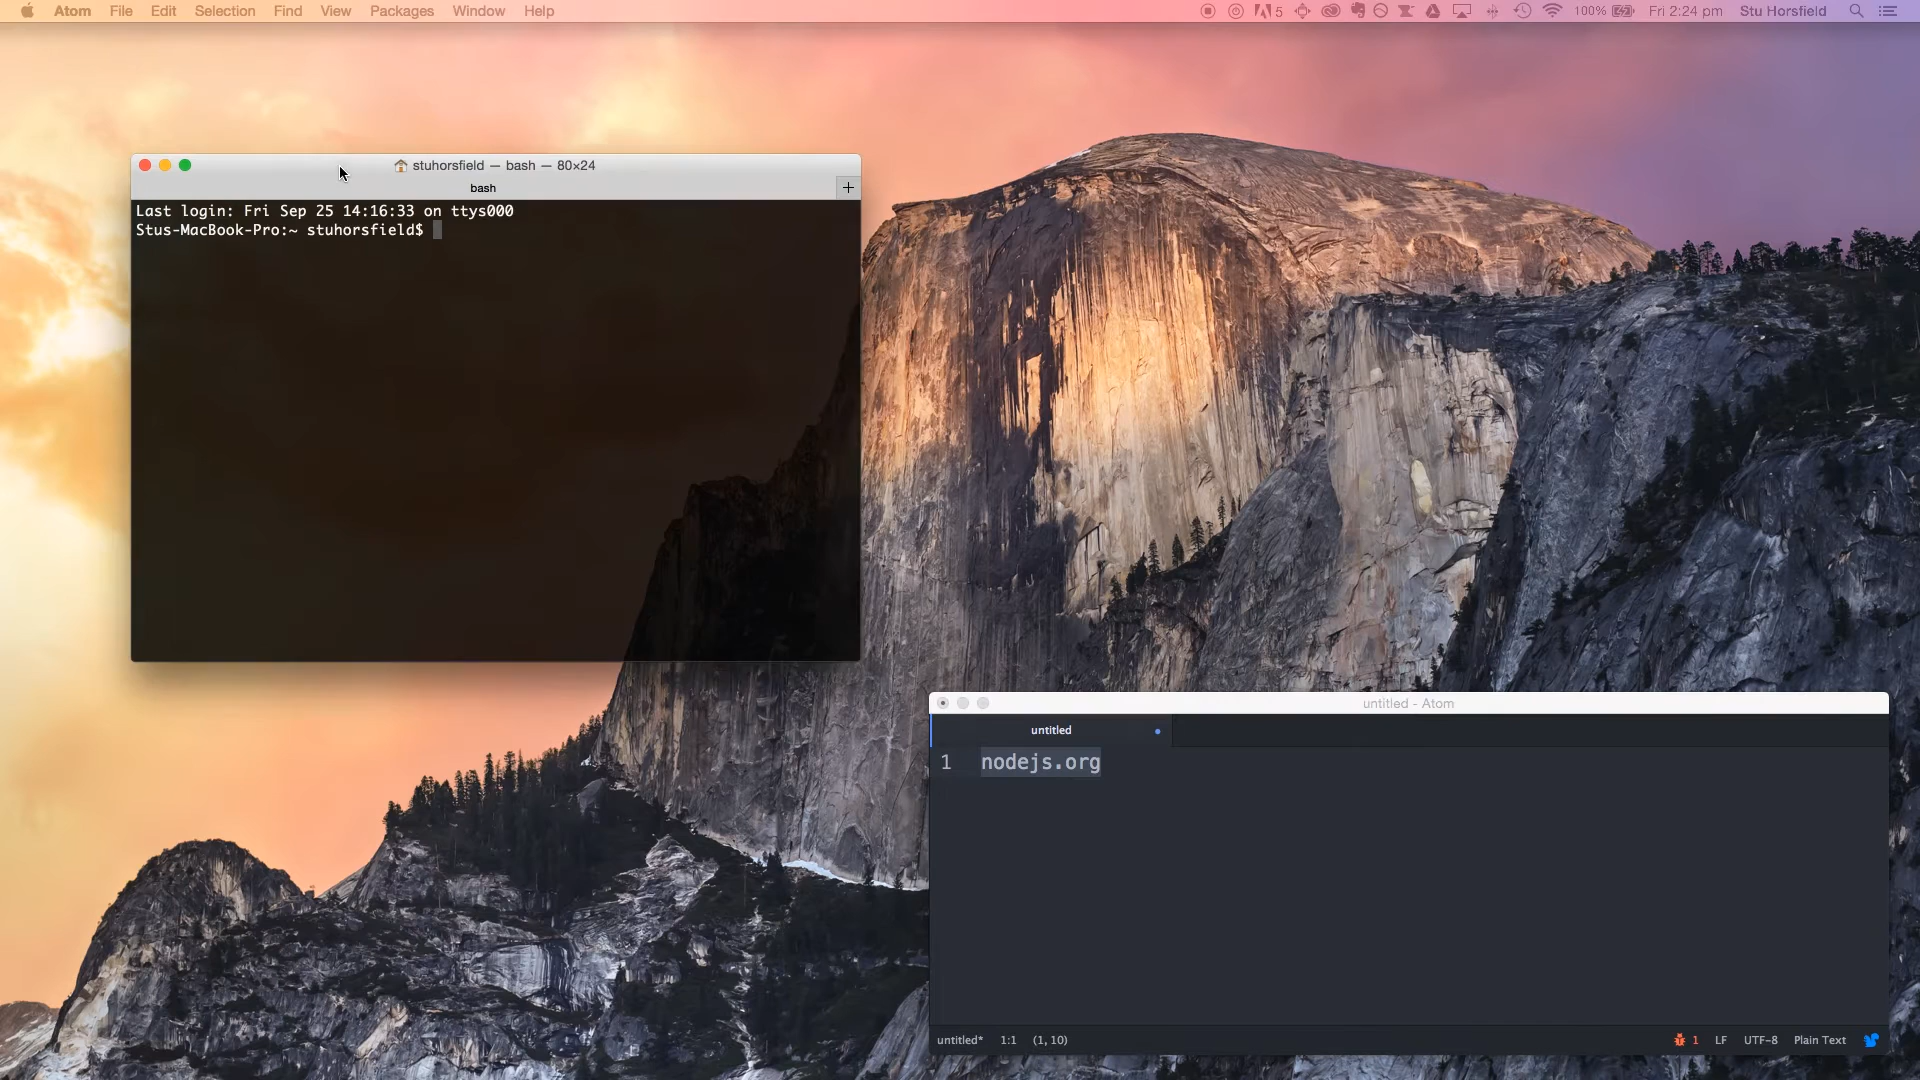 Atom File Edit Selection Find View Packages Window Help 5 100% Fri 2:24 pm Stu Horsfield
stuhorsfield — bash — 80×24
bash
Last login: Fri Sep 25 14:16:33 on ttys000
Stus-MacBook-Pro:~ stuhorsfield$
untitled - Atom
untitled
1 nodejs.org
untitled* 1:1 (1, 10) 1 LF UTF-8 Plain Text